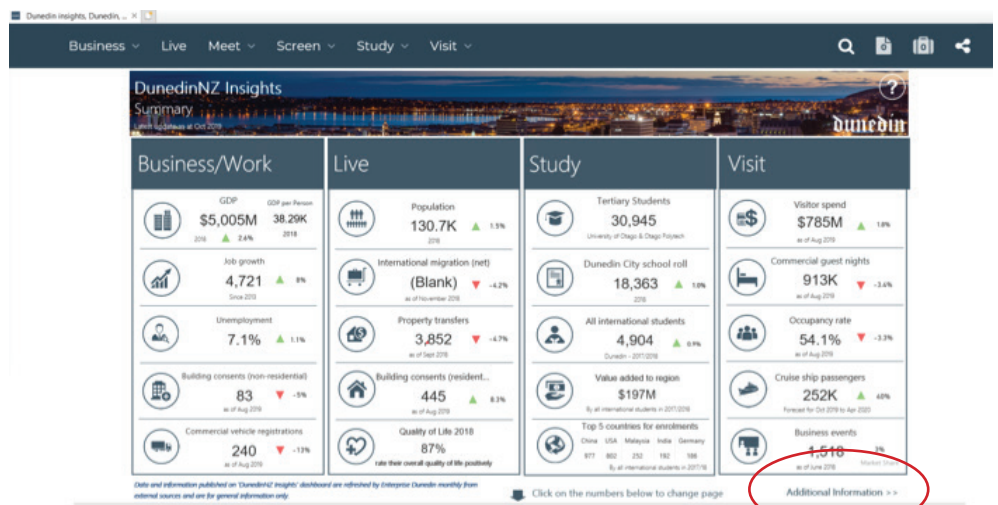 Dunedin insights, Dunedin, ...
Business Live Meet Screen Study Visit
DunedinNZ Insights
Summary
Latest update was at Oct 2019
?
dunedin
Business/Work
GDP
$5,005M
2018 2.6%
GDP per Person
38.29K
2018
Job growth
4,721 8%
Since 2013
Unemployment
7.1% 1.1%
Building consents (non-residential)
83 -5%
as of Aug 2019
Commercial vehicle registrations
240 -13%
as of Aug 2019
Live
Population
130.7K 1.5%
2018
International migration (net)
(Blank) -4.2%
as of November 2018
Property transfers
3,852 -4.7%
as of Sept 2018
Building consents (resident...
445 8.3%
as of Aug 2019
Quality of Life 2018
87%
rate their overall quality of life positively
Study
Tertiary Students
30,945
University of Otago & Otago Polytech
Dunedin City school roll
18,363 1.0%
2018
All international students
4,904 0.9%
Dunedin - 2017/2018
Value added to region
$197M
By all international students in 2017/2018
Top 5 countries for enrolments
China USA Malaysia India Germany
977 802 252 192 188
By all international students in 2017/18
Visit
Visitor spend
$785M 1.0%
as of Aug 2019
Commercial guest nights
913K -3.6%
as of Aug 2019
Occupancy rate
54.1% -3.3%
as of Aug 2019
Cruise ship passengers
252K 40%
Forecast for Oct 2019 to Apr 2020
Business events
1,518 3%
as of June 2018 Market Share
Data and information published on 'DunedinNZ Insights' dashboard are refreshed by Enterprise Dunedin monthly from
external sources and are for general information only.
Click on the numbers below to change page
Additional Information >>